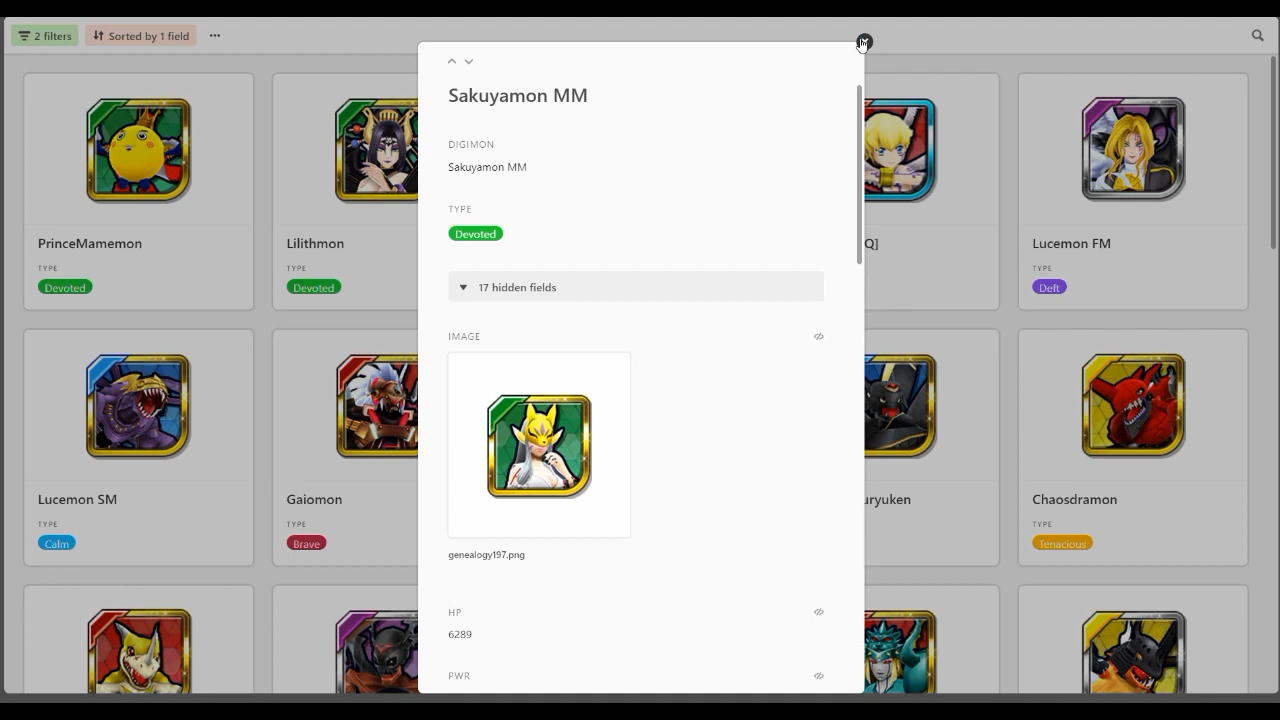 2 filters
Sorted by 1 field
Sakuyamon MM
DIGIMON
Sakuyamon MM
TYPE
Devoted
17 hidden fields
IMAGE
genealogy197.png
HP
6289
PWR
PrinceMamemon
TYPE
Devoted
Lilithmon
TYPE
Devoted
Q]
Lucemon FM
TYPE
Deft
Lucemon SM
TYPE
Calm
Gaiomon
TYPE
Brave
uryuken
Chaosdramon
TYPE
Tenacious